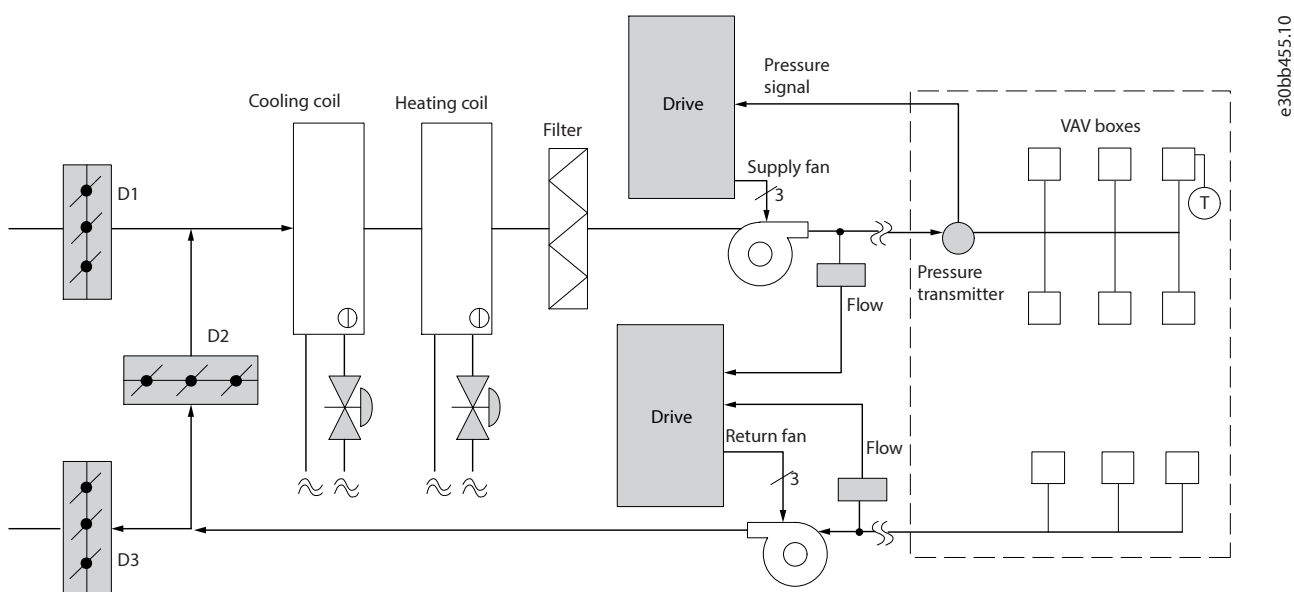 e30bb455.10
Pressure
signal
Drive
Cooling coil
Heating coil
Filter
VAV boxes
Supply fan
3
D1
T
Pressure
transmitter
Flow
D2
Drive
Return fan
Flow
3
D3